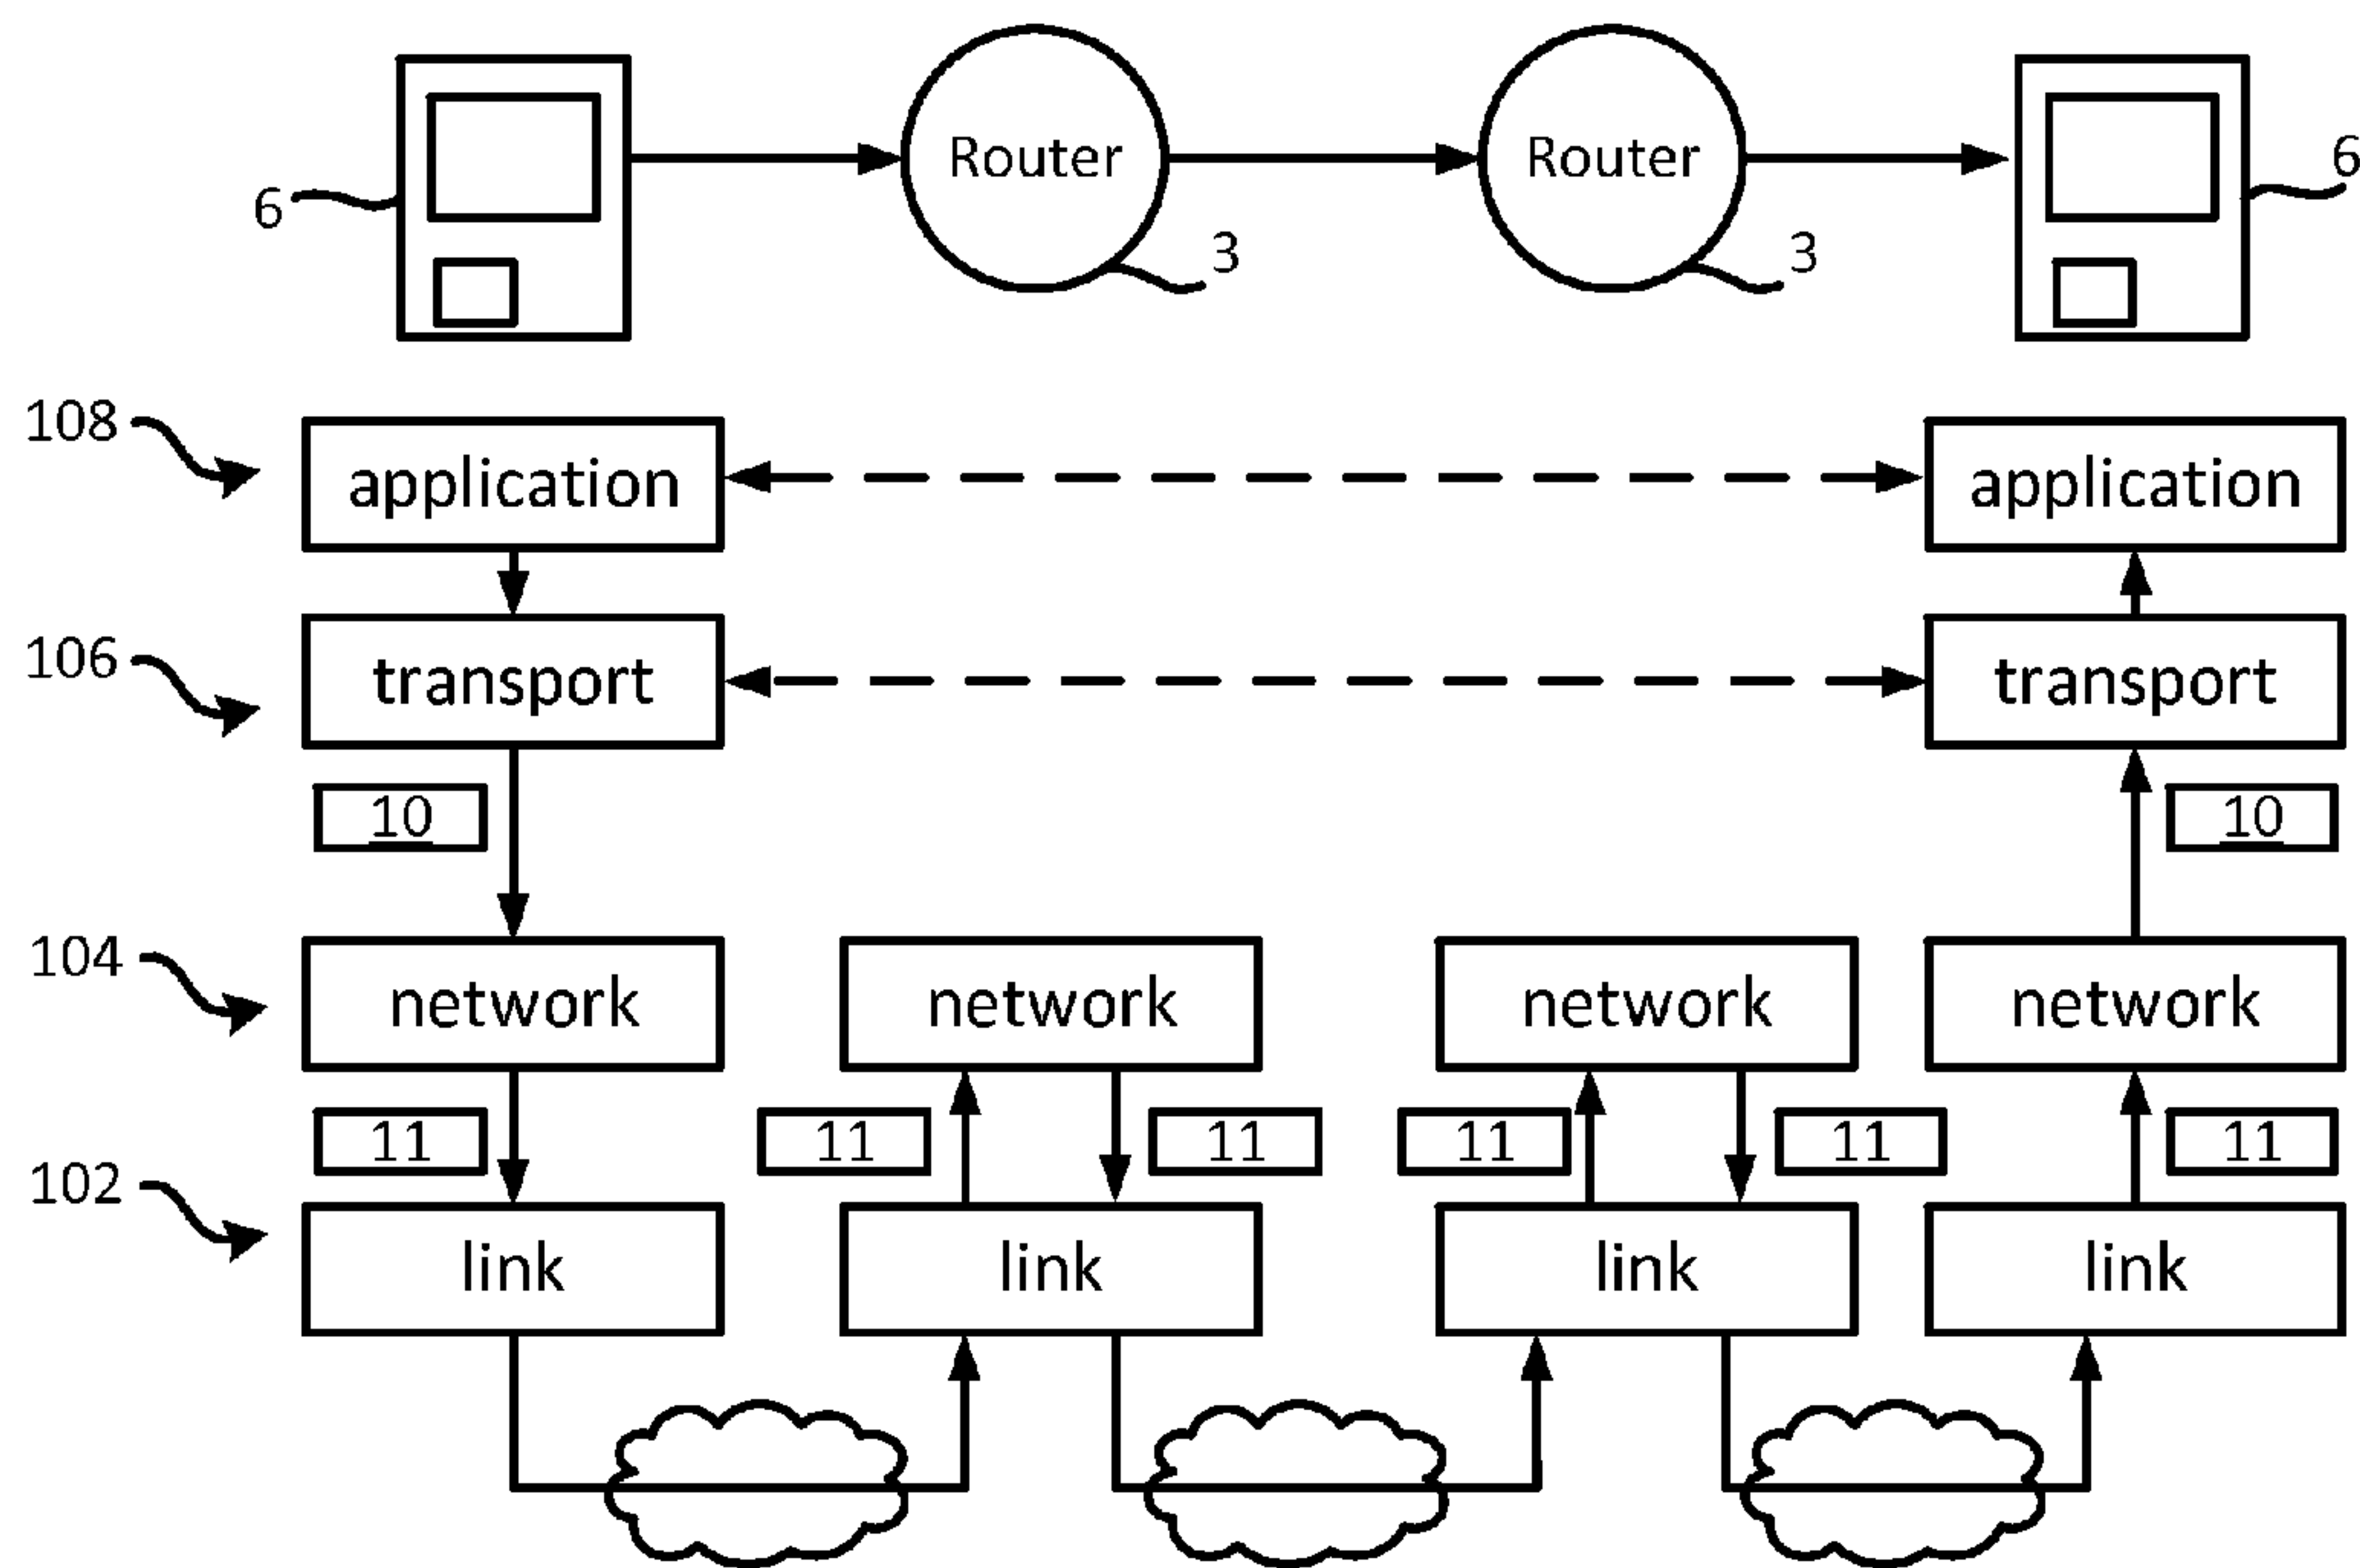 Router
Router
6
6
3
3
108
application
application
106
transport
transport
10
10
104
network
network
network
network
11
11
11
11
11
11
102
link
link
link
link